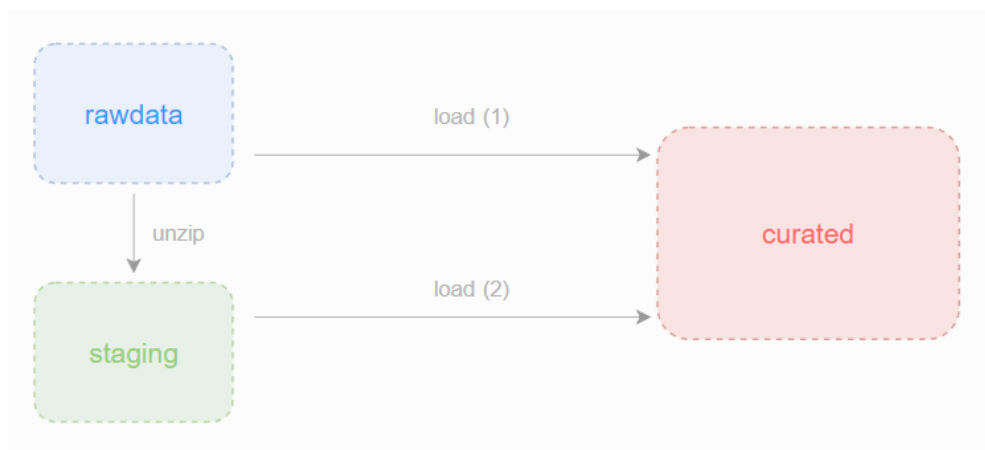 rawdata
load (1)
curated
unzip
load (2)
staging